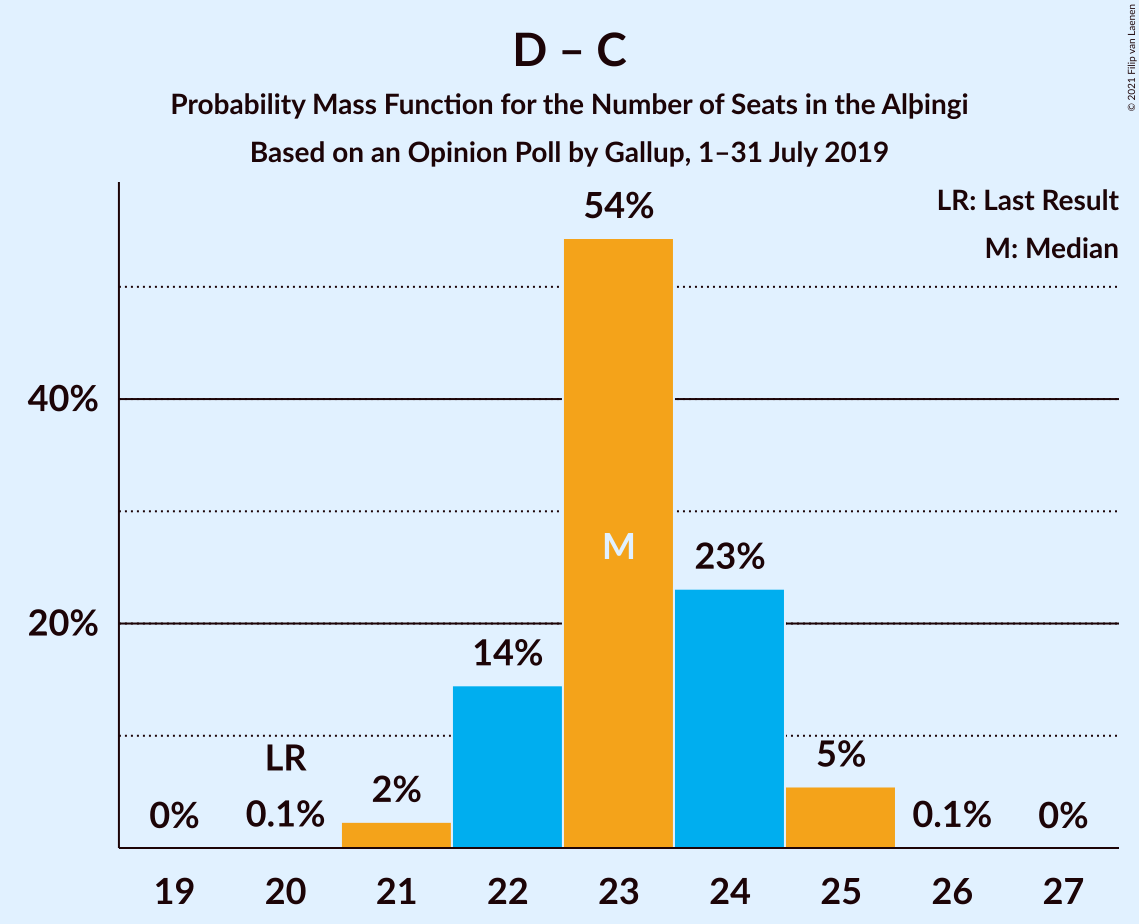 D – C
Probability Mass Function for the Number of Seats in the Alþingi
Based on an Opinion Poll by Gallup, 1–31 July 2019
© 2021 Filip van Laenen
LR: Last Result
M: Median
54%
40%
M
23%
20%
14%
LR
5%
2%
0%
0.1%
0.1%
0%
19 20 21 22 23 24 25 26 27